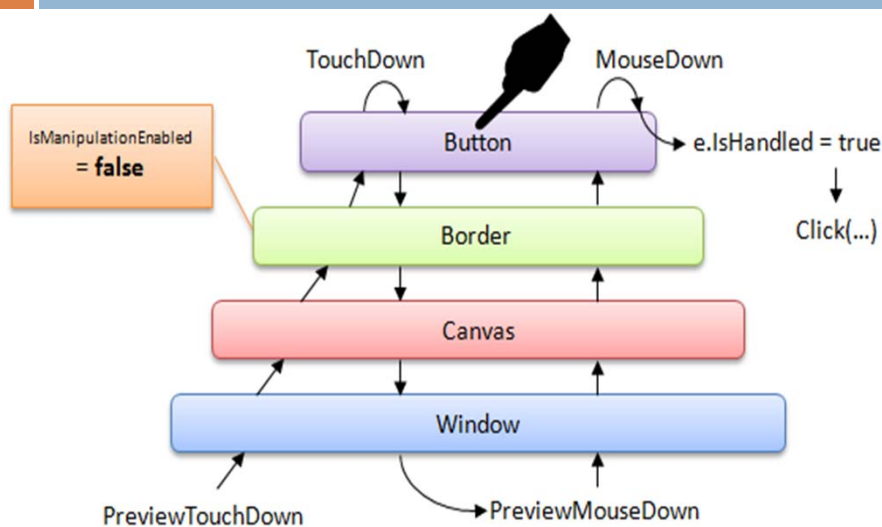 TouchDown
MouseDown
IsManipulationEnabled
= false
Button
e.IsHandled = true
Border
Click(...)
Canvas
Window
PreviewTouchDown
PreviewMouseDown